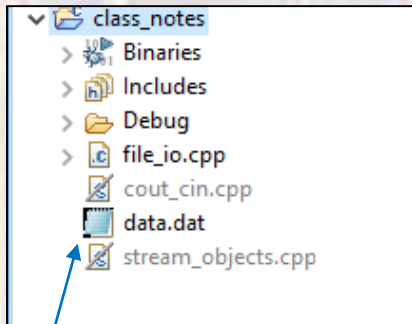 class_notes
Binaries
Includes
Debug
file_io.cpp
cout_cin.cpp
data.dat
stream_objects.cpp